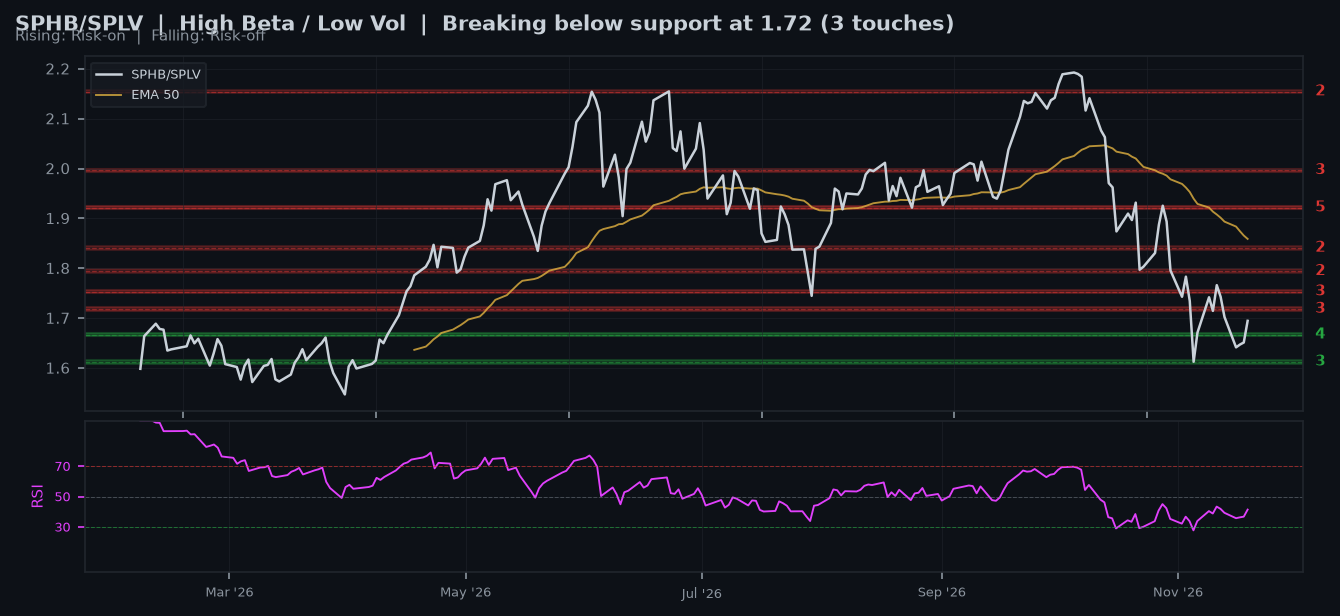 SPHB/SPLV | High Beta / Low Vol | Breaking below support at 1.72 (3 touches)
Rising: Risk-on | Falling: Risk-off
SPHB/SPLV
EMA 50
2.2
2.1
2.0
1.9
1.8
1.7
1.6
2
3
5
2
2
3
3
4
3
RSI
70
50
30
Mar '26
May '26
Jul '26
Sep '26
Nov '26